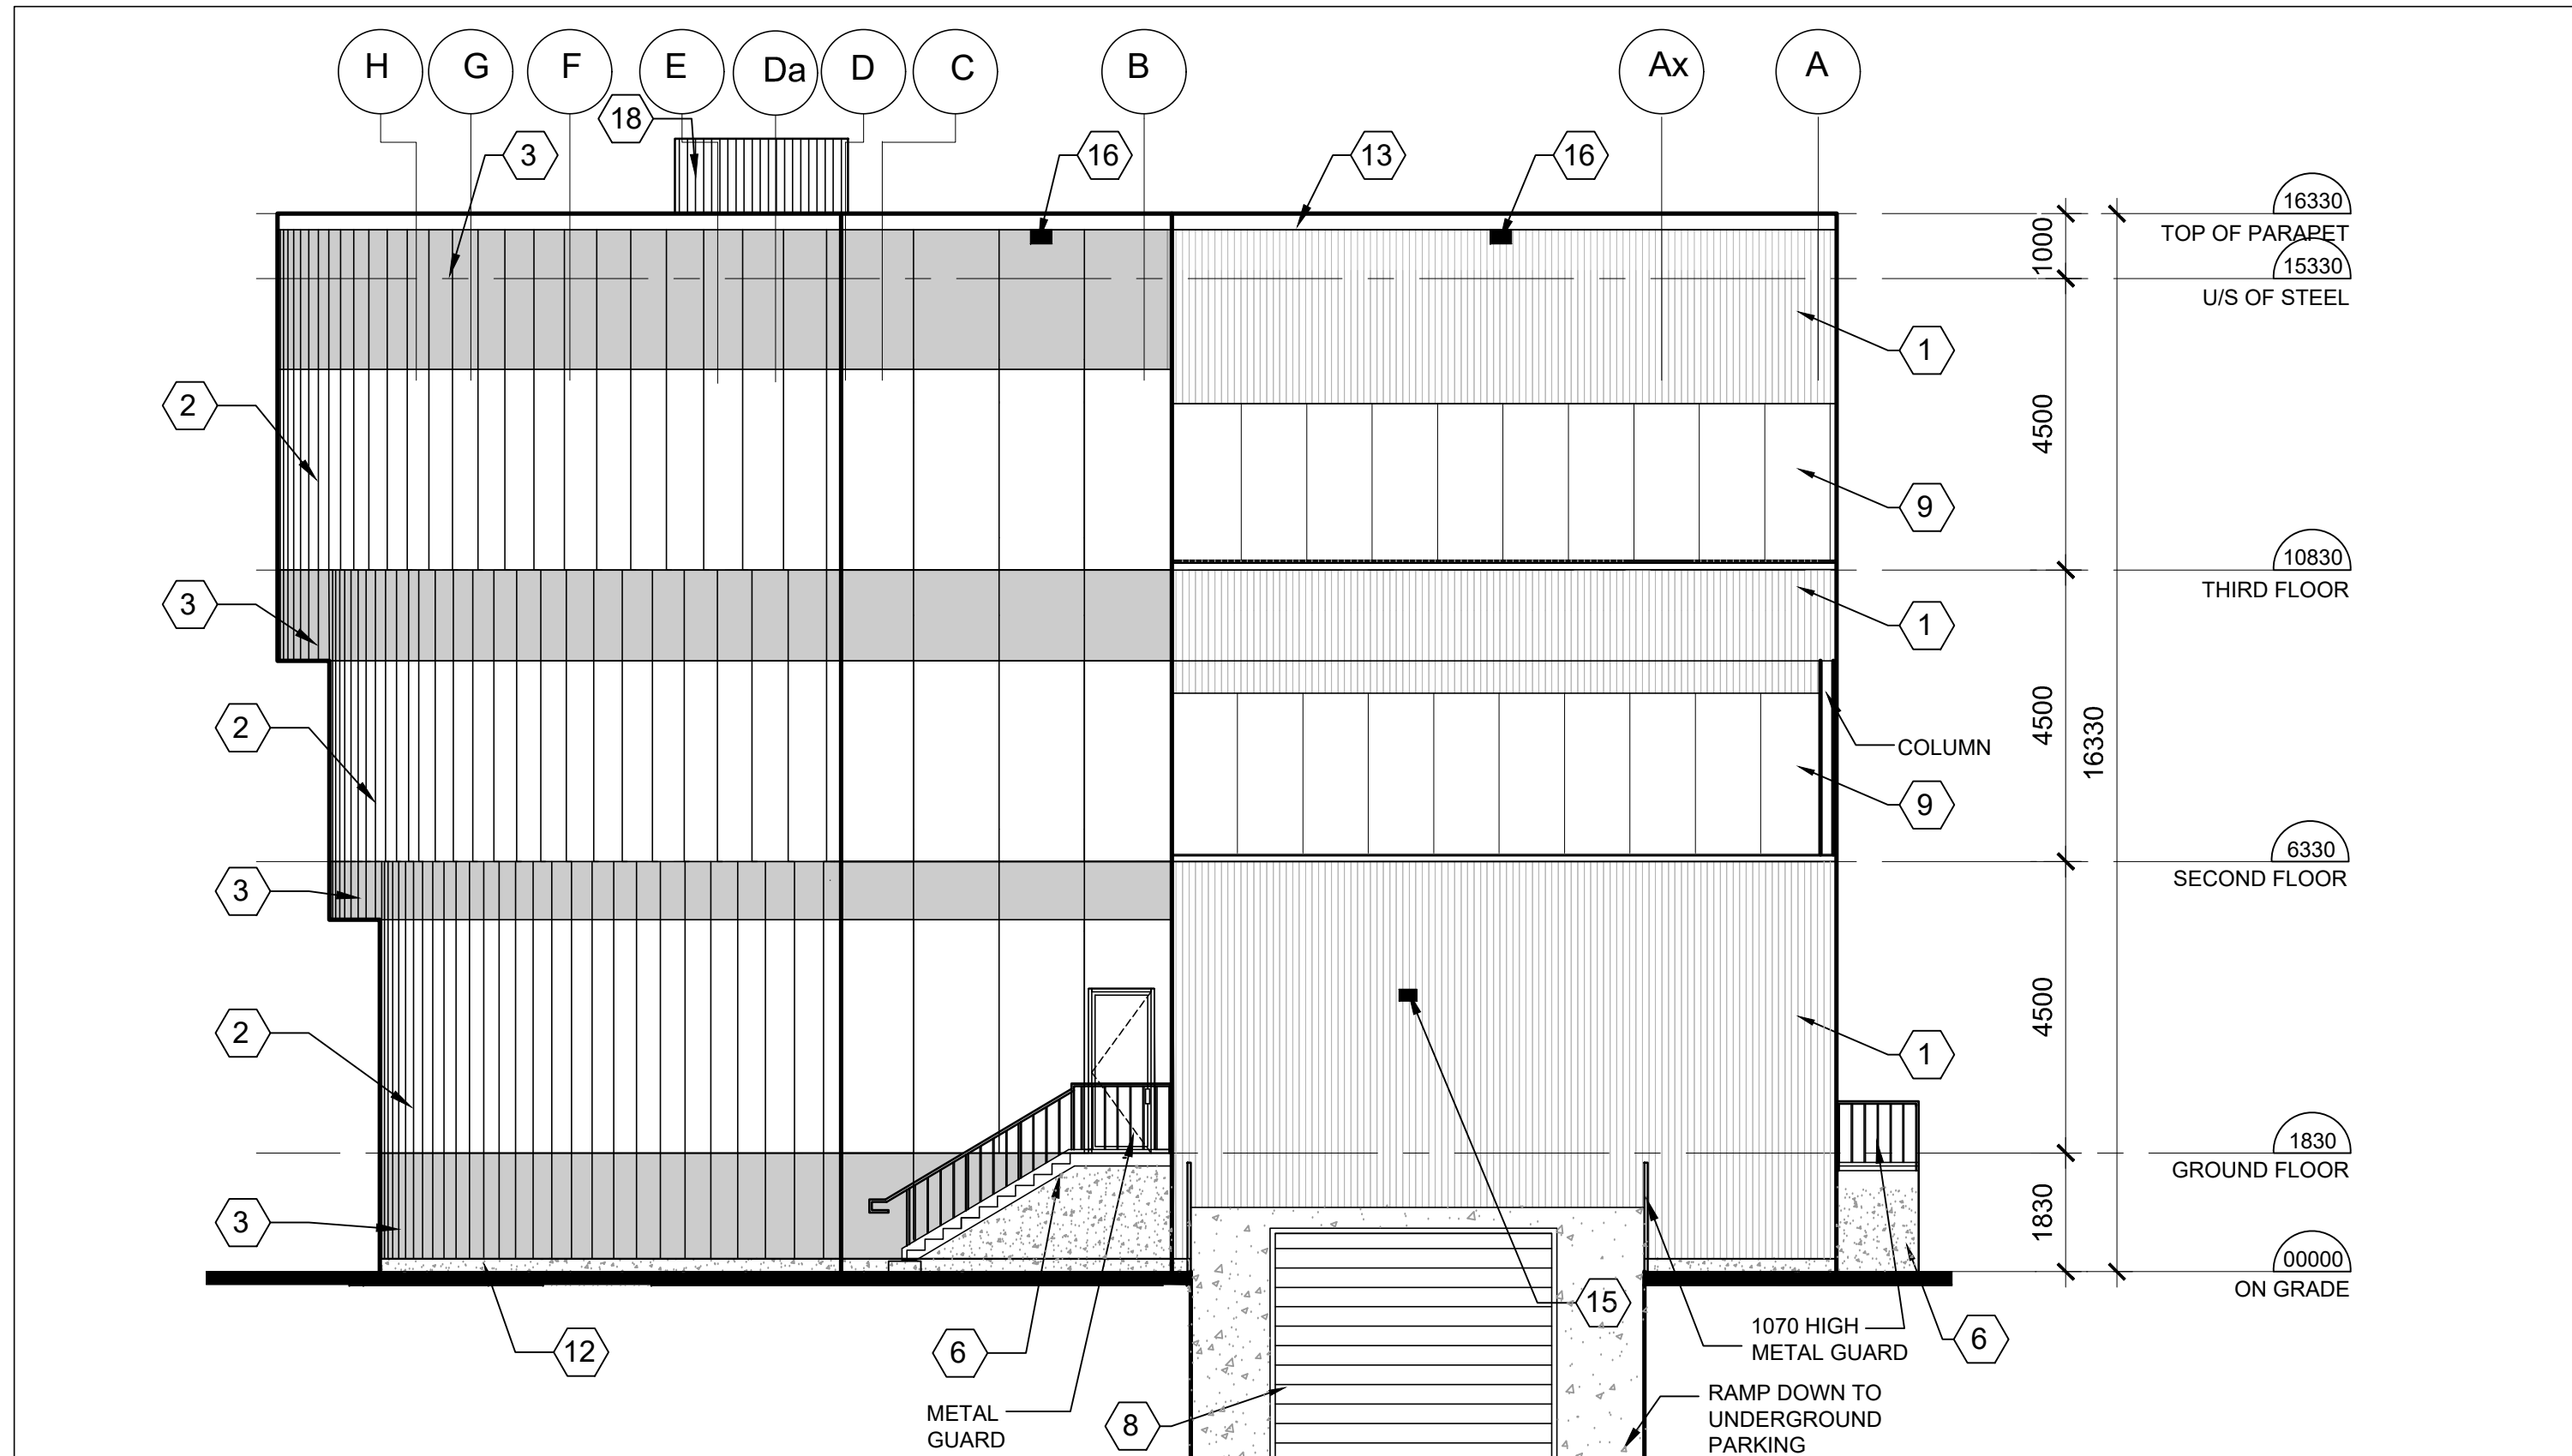 H G F E Da D C B Ax A
18
3
16
13
16
16330
TOP OF PARAPET
1000
15330
U/S OF STEEL
1
2
4500
9
10830
THIRD FLOOR
3
1
2
4500
16330
COLUMN
9
6330
SECOND FLOOR
3
4500
2
1
1830
GROUND FLOOR
3
1830
00000
ON GRADE
15
12
6
1070 HIGH
METAL GUARD
6
METAL
GUARD
8
RAMP DOWN TO
UNDERGROUND
PARKING